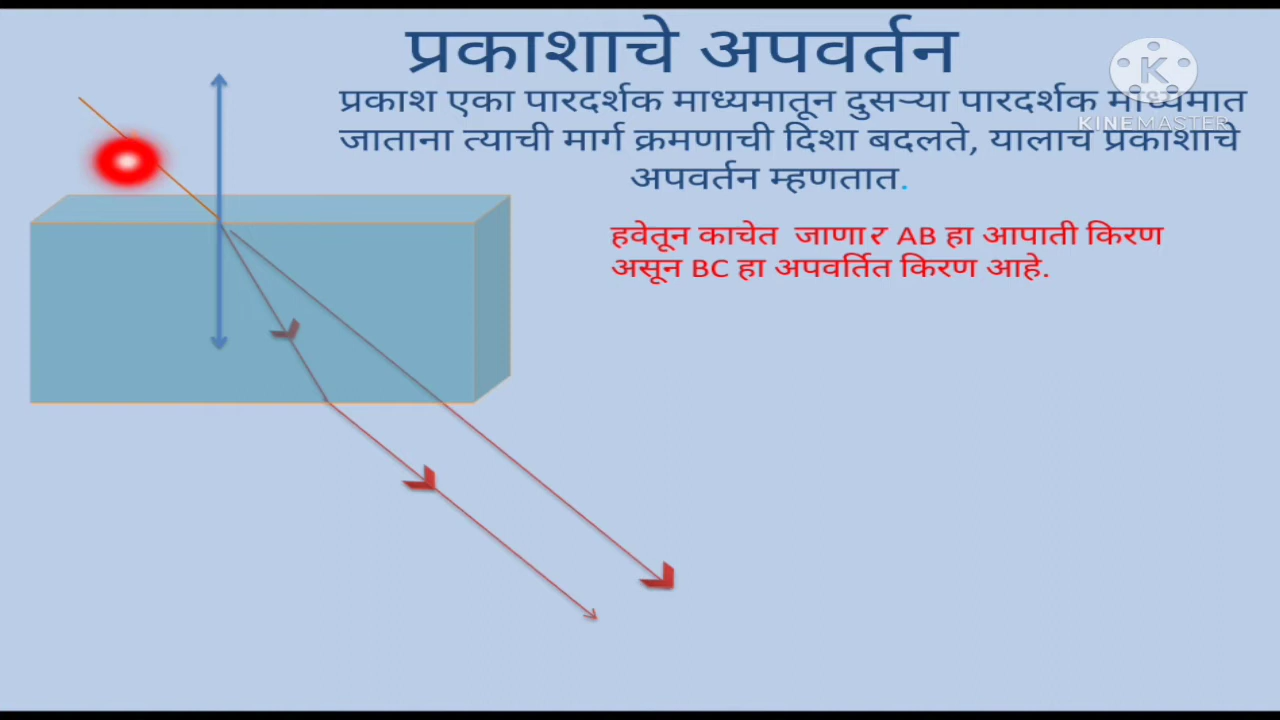 प्रकाशाचे अपवर्तन
प्रकाश एका पारदर्शक माध्यमातून दुसऱ्या पारदर्शक माध्यमात
जाताना त्याची मार्ग क्रमणाची दिशा बदलते, यालाच प्रकाशाचे
अपवर्तन म्हणतात.
हवेतून काचेत जाणार AB हा आपाती किरण
असून BC हा अपवर्तित किरण आहे.
K
KINEMASTER